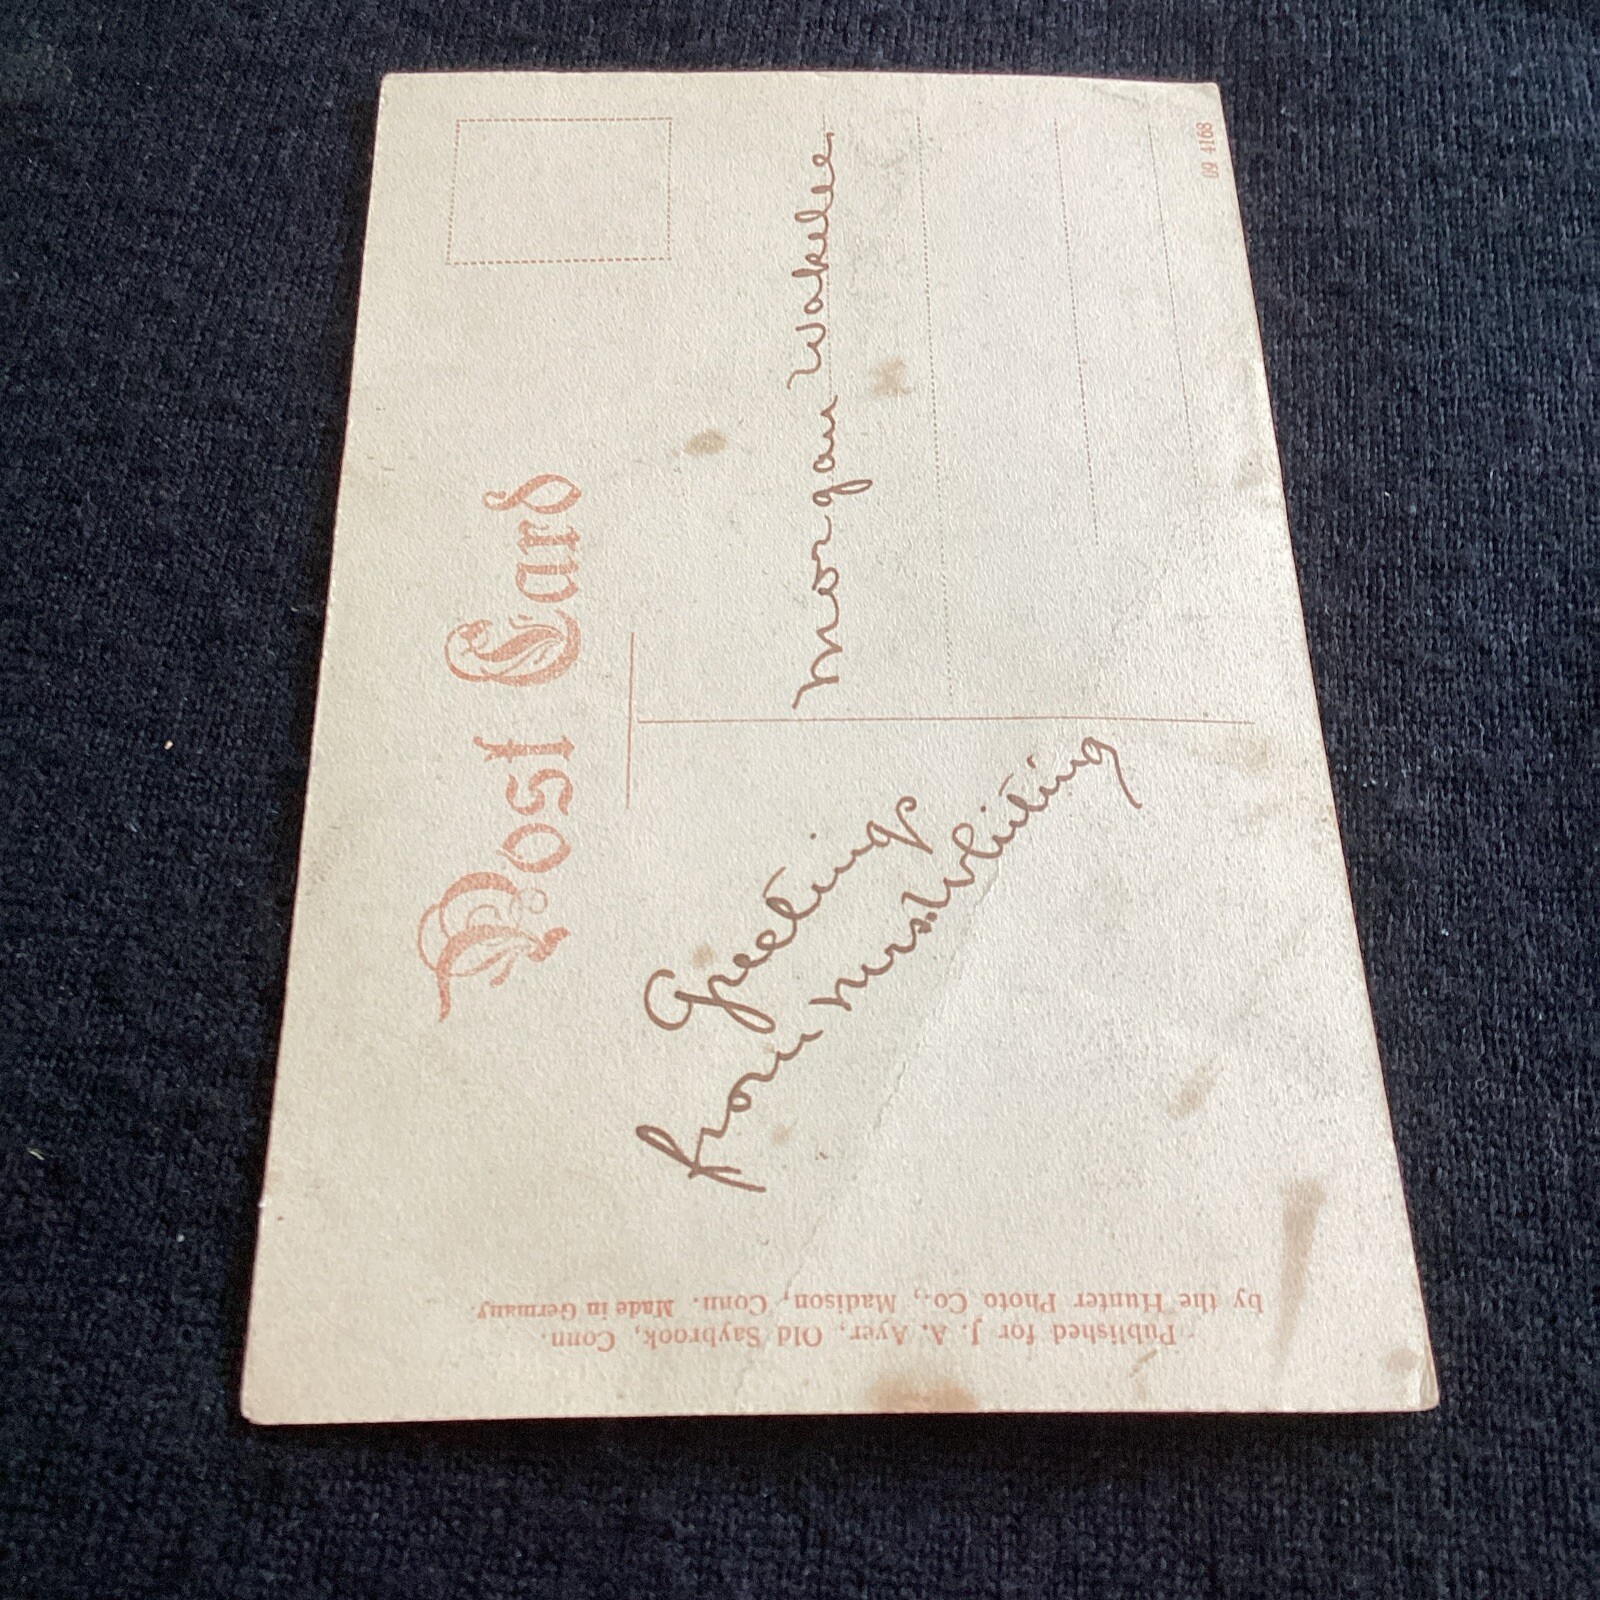 Post Card
Greetings
from Mrs. Whiting
Morgan Wakelee.
Published for J. A. Ayer, Old Saybrook, Conn.
by the Hunter Photo Co., Madison, Conn. Made in Germany.
09 4168